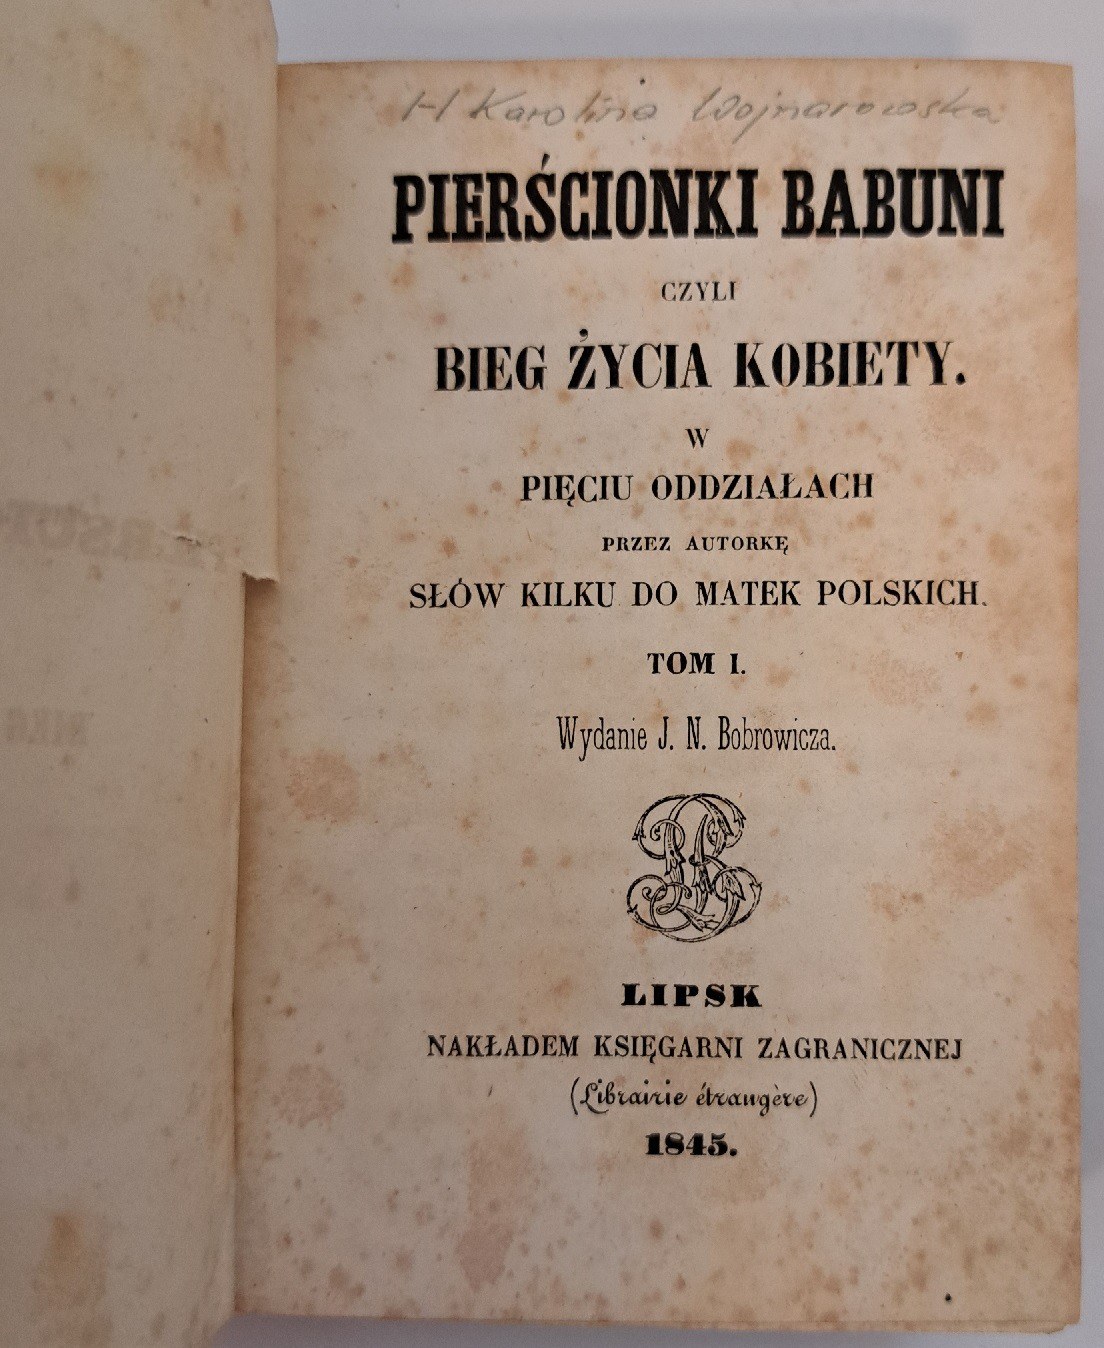 H Karolina Wojnarowska
PIERŚCIONKI BABUNI
CZYLI
BIEG ŻYCIA KOBIETY.
W
PIĘCIU ODDZIAŁACH
PRZEZ AUTORKĘ
SŁÓW KILKU DO MATEK POLSKICH.
TOM I.
Wydanie J. N. Bobrowicza.
LIPSK
NAKŁADEM KSIĘGARNI ZAGRANICZNEJ
(Librairie étrangère)
1845.